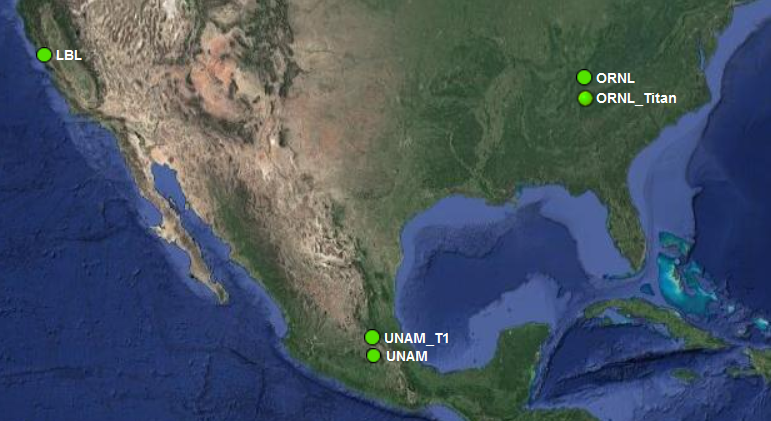 LBL
ORNL
ORNL_Titan
UNAM_T1
UNAM